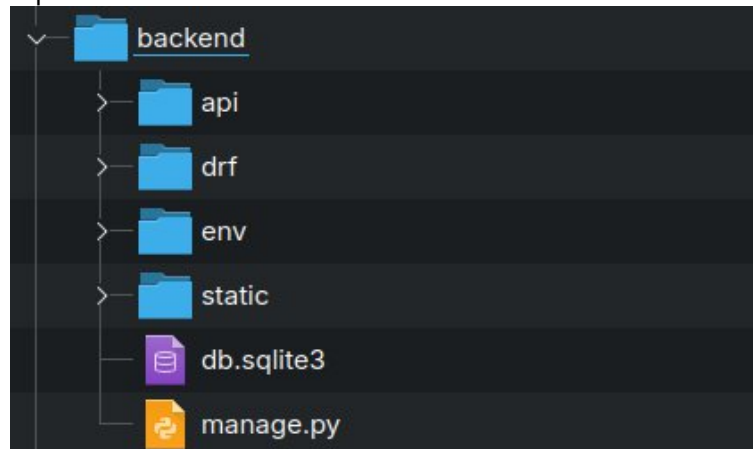 backend
api
drf
env
static
db.sqlite3
manage.py